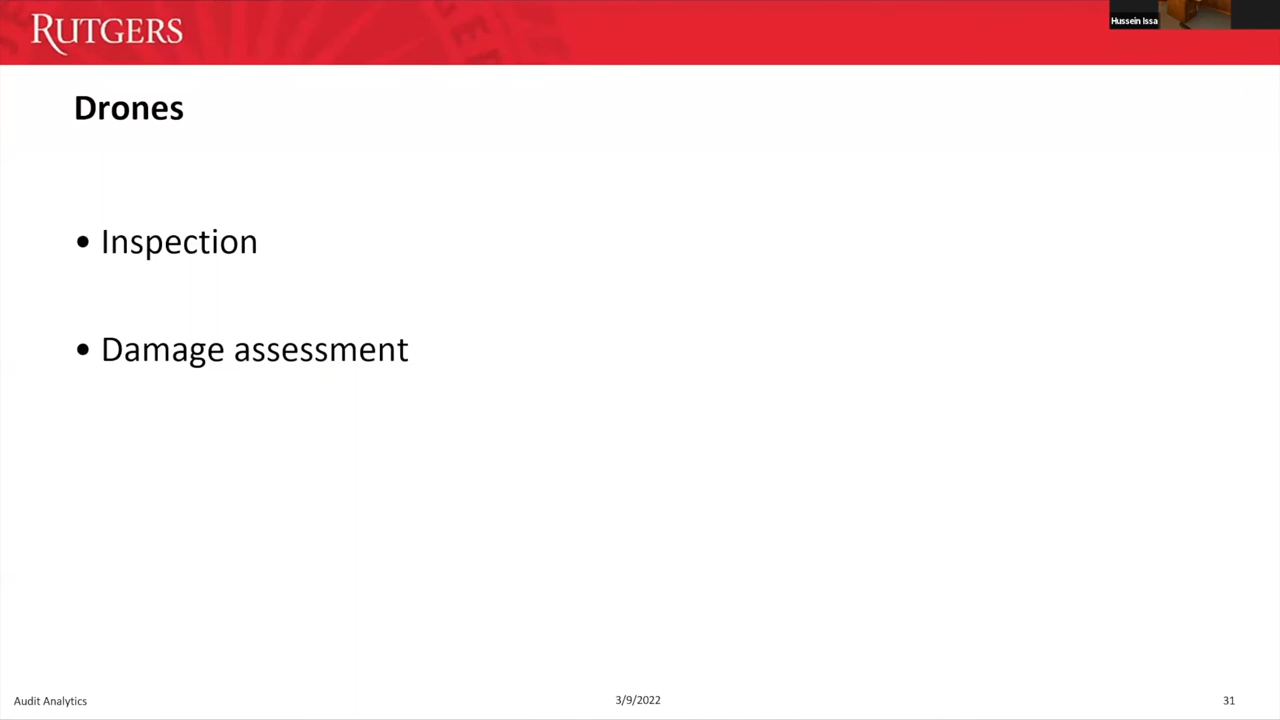 RUTGERS
Hussein Issa
Drones
• Inspection
• Damage assessment
Audit Analytics
3/9/2022
31